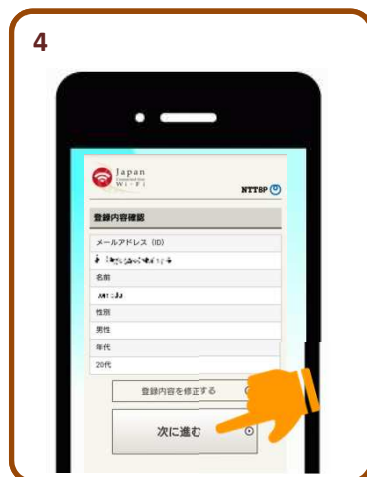 4
Japan
Connected-free
Wi-Fi
NTTBP
登録内容確認
メールアドレス（ID）
名前
性別
男性
年代
20代
登録内容を修正する
次に進む